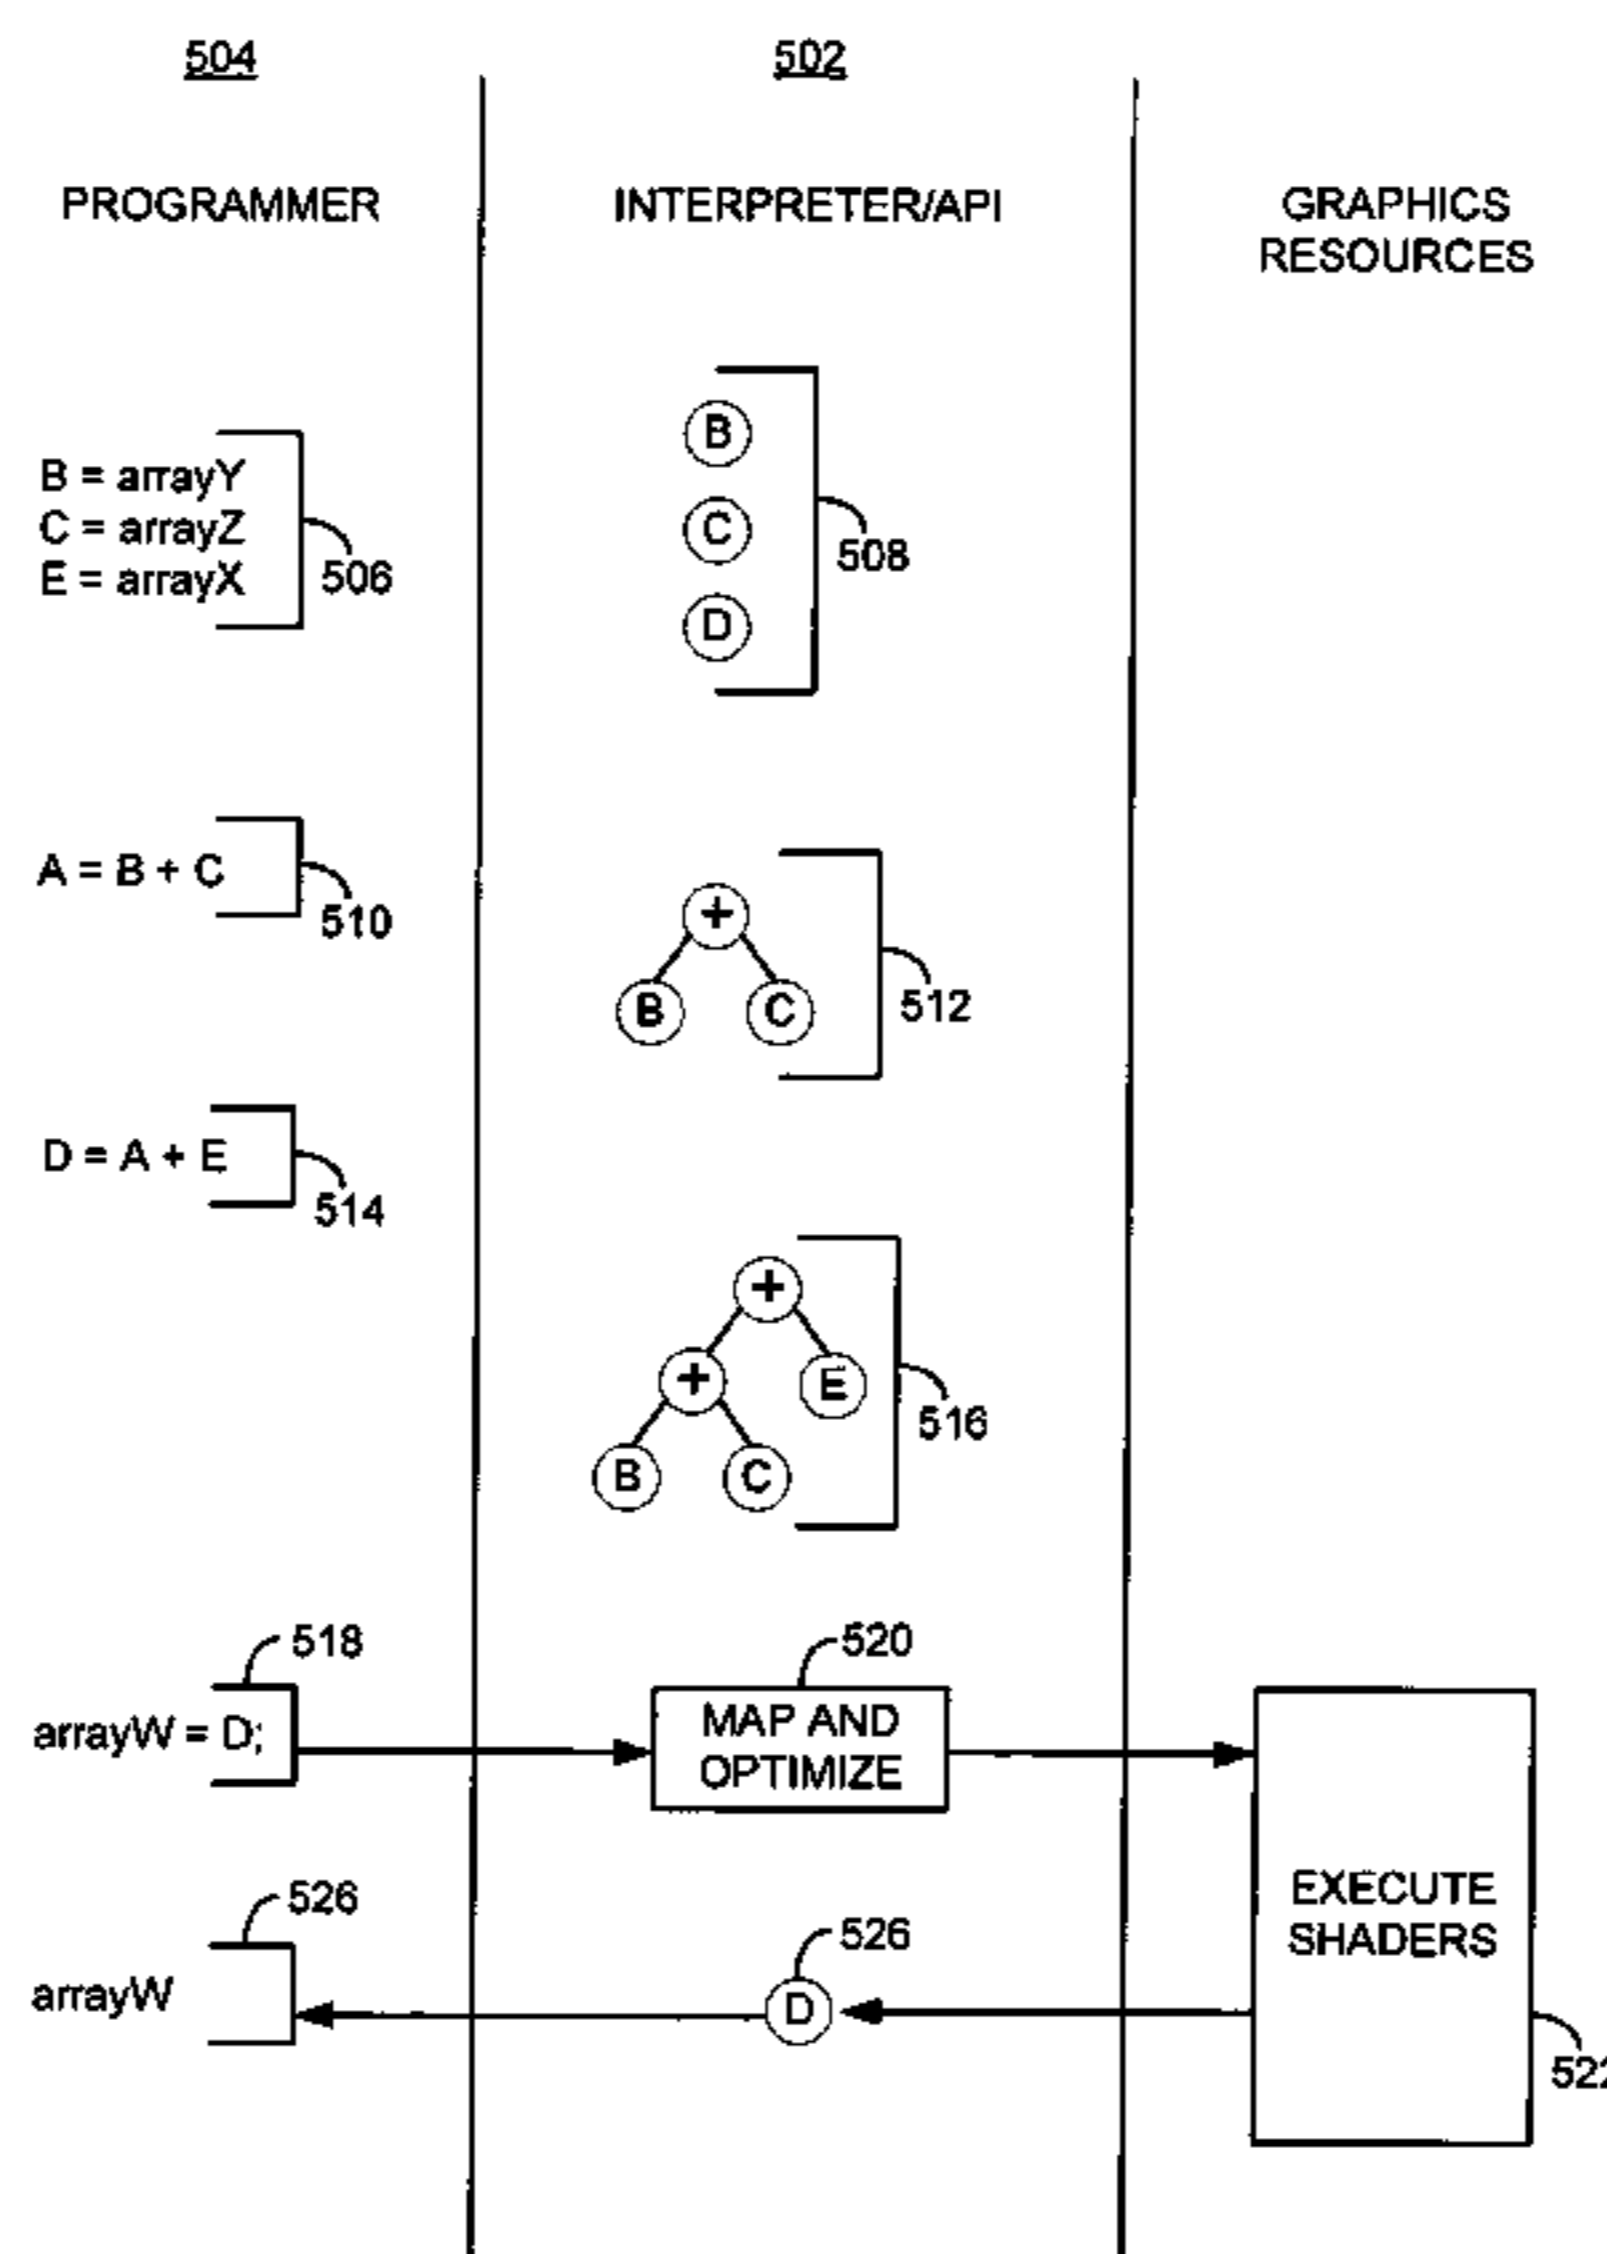 504
502
PROGRAMMER
INTERPRETER/API
GRAPHICS
RESOURCES
B = arrayY
C = arrayZ
E = arrayX
506
B
C
D
508
A = B + C
510
+
B
C
512
D = A + E
514
+
+
E
B
C
516
518
arrayW = D;
520
MAP AND
OPTIMIZE
EXECUTE
SHADERS
522
526
arrayW
526
D